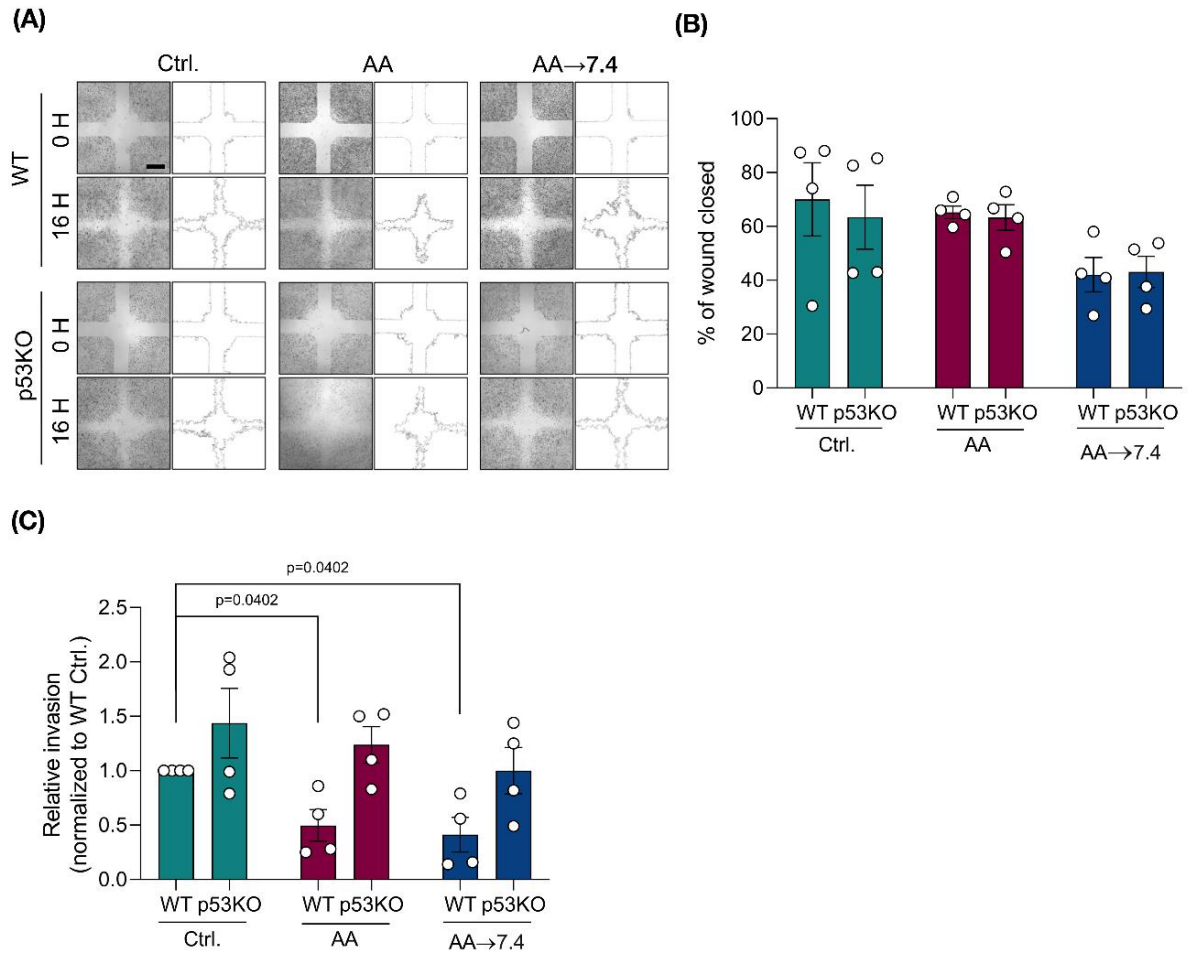 (A)
Ctrl.
AA
AA→7.4
WT
0 H
16 H
p53KO
0 H
16 H
(B)
% of wound closed
100
80
60
40
20
0
WT p53KO
WT p53KO
WT p53KO
Ctrl.
AA
AA→7.4
(C)
p=0.0402
p=0.0402
Relative invasion
(normalized to WT Ctrl.)
2.5
2.0
1.5
1.0
0.5
0.0
WT p53KO
WT p53KO
WT p53KO
Ctrl.
AA
AA→7.4